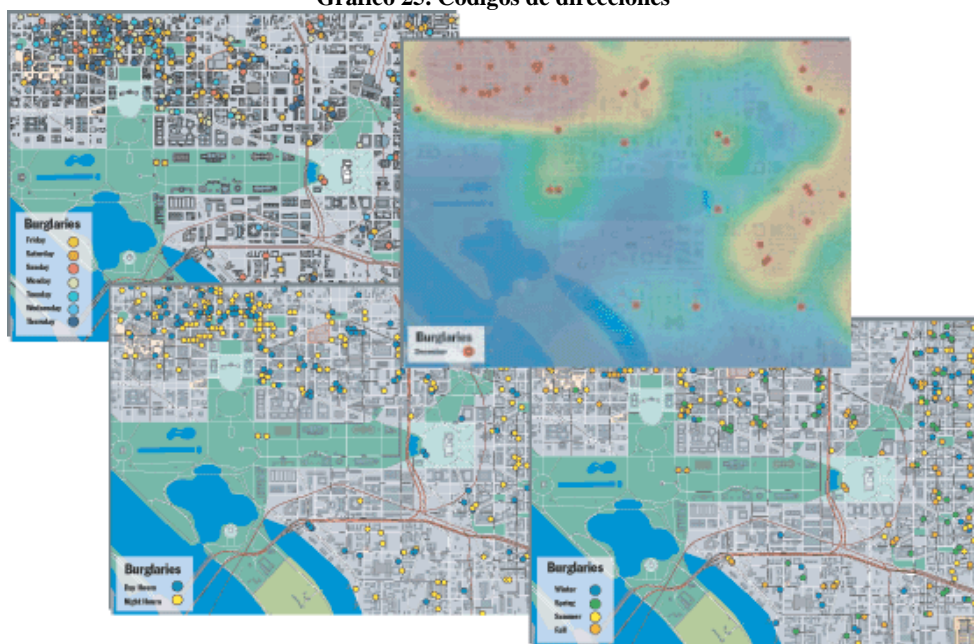 Gráfico 25. Códigos de direcciones
Burglaries
Friday
Saturday
Sunday
Monday
Tuesday
Wednesday
Thursday
Burglaries
December
Burglaries
Day Hours
Night Hours
Burglaries
Winter
Spring
Summer
Fall